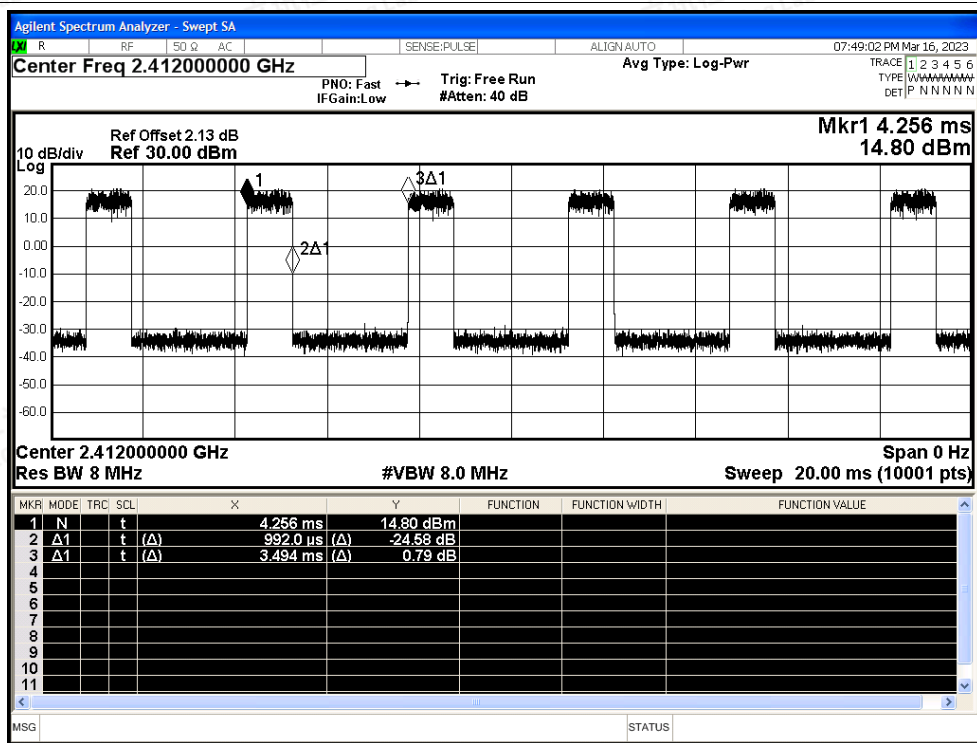 Agilent Spectrum Analyzer - Swept SA
LXI R RF 50 Ω AC SENSE:PULSE ALIGN AUTO 07:49:02 PM Mar 16, 2023
Center Freq 2.412000000 GHz
PNO: Fast
IFGain:Low
Trig: Free Run
#Atten: 40 dB
Avg Type: Log-Pwr
TRACE 1 2 3 4 5 6
TYPE W
DET P N N N N N
Mkr1 4.256 ms
14.80 dBm
Ref Offset 2.13 dB
10 dB/div Ref 30.00 dBm
Log
20.0
10.0
0.00
-10.0
-20.0
-30.0
-40.0
-50.0
-60.0
1
2Δ1
3Δ1
Center 2.412000000 GHz Span 0 Hz
Res BW 8 MHz #VBW 8.0 MHz Sweep 20.00 ms (10001 pts)
MKR MODE TRC SCL X Y FUNCTION FUNCTION WIDTH FUNCTION VALUE
1 N t 4.256 ms 14.80 dBm
2 Δ1 t (Δ) 992.0 µs (Δ) -24.58 dB
3 Δ1 t (Δ) 3.494 ms (Δ) 0.79 dB
4
5
6
7
8
9
10
11
MSG STATUS